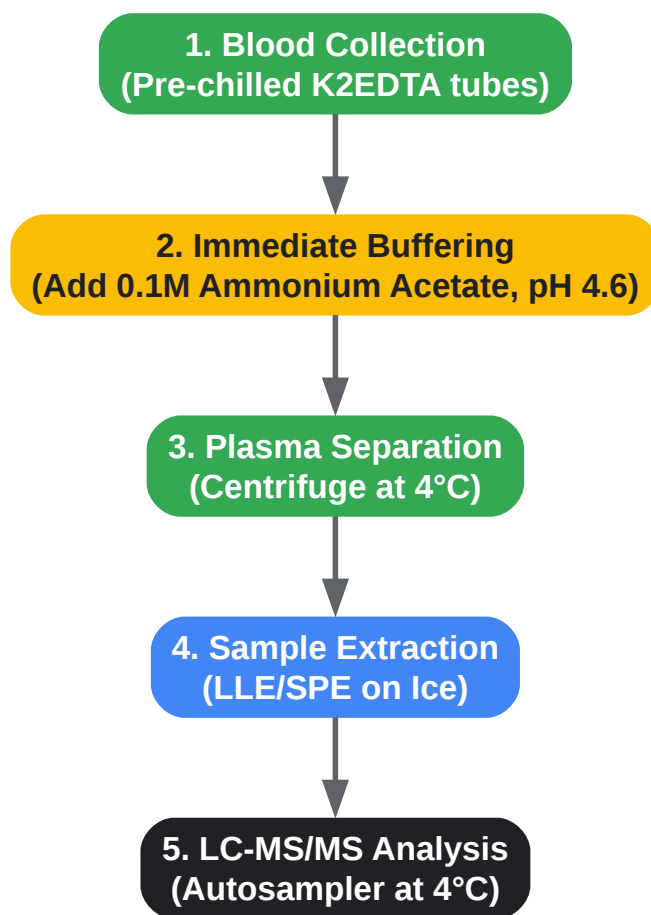 1. Blood Collection
(Pre-chilled K2EDTA tubes)
2. Immediate Buffering
(Add 0.1M Ammonium Acetate, pH 4.6)
3. Plasma Separation
(Centrifuge at 4°C)
4. Sample Extraction
(LLE/SPE on Ice)
5. LC-MS/MS Analysis
(Autosampler at 4°C)